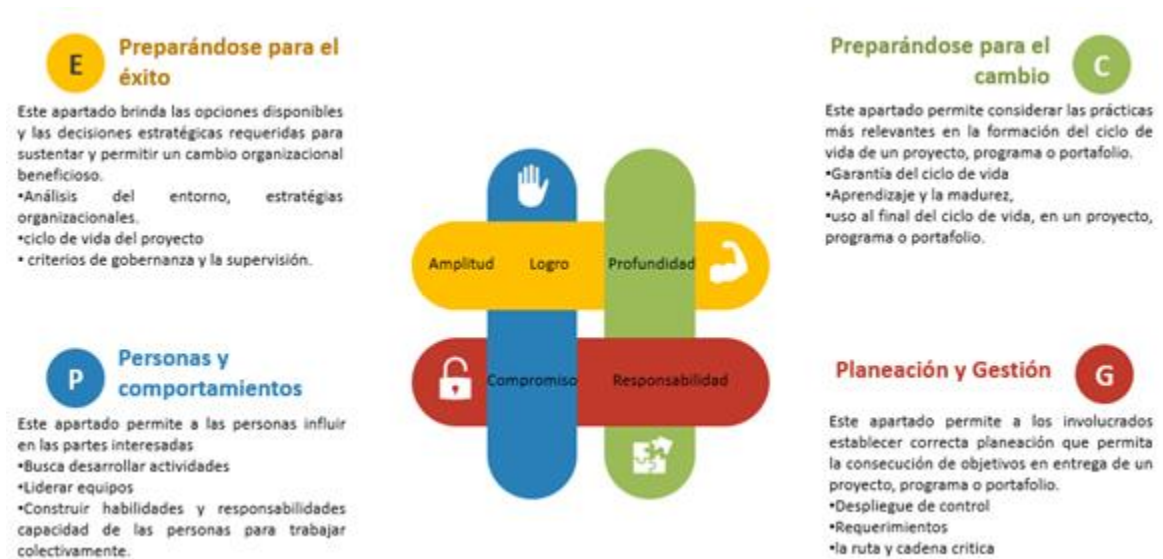 E
Preparándose para el
éxito
Este apartado brinda las opciones disponibles
y las decisiones estratégicas requeridas para
sustentar y permitir un cambio organizacional
beneficioso.
•Análisis del entorno, estratégias
organizacionales.
•ciclo de vida del proyecto
• criterios de gobernanza y la supervisión.
Preparándose para el
cambio
C
Este apartado permite considerar las prácticas
más relevantes en la formación del ciclo de
vida de un proyecto, programa o portafolio.
•Garantía del ciclo de vida
•Aprendizaje y la madurez,
•uso al final del ciclo de vida, en un proyecto,
programa o portafolio.
Amplitud Logro Profundidad
Compromiso Responsabilidad
P
Personas y
comportamientos
Este apartado permite a las personas influir
en las partes interesadas
•Busca desarrollar actividades
•Liderar equipos
•Construir habilidades y responsabilidades
capacidad de las personas para trabajar
colectivamente.
Planeación y Gestión
G
Este apartado permite a los involucrados
establecer correcta planeación que permita
la consecución de objetivos en entrega de un
proyecto, programa o portafolio.
•Despliegue de control
•Requerimientos
•la ruta y cadena critica